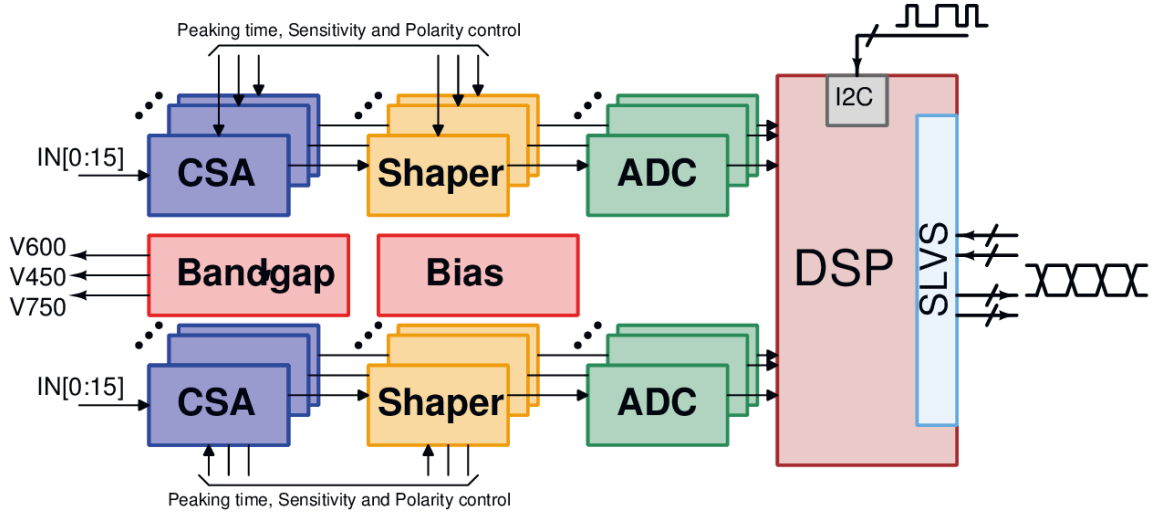 Peaking time, Sensitivity and Polarity control
I2C
IN[0:15]
CSA
Shaper
ADC
V600
V450
V750
Bandgap
Bias
DSP
SLVS
IN[0:15]
CSA
Shaper
ADC
Peaking time, Sensitivity and Polarity control